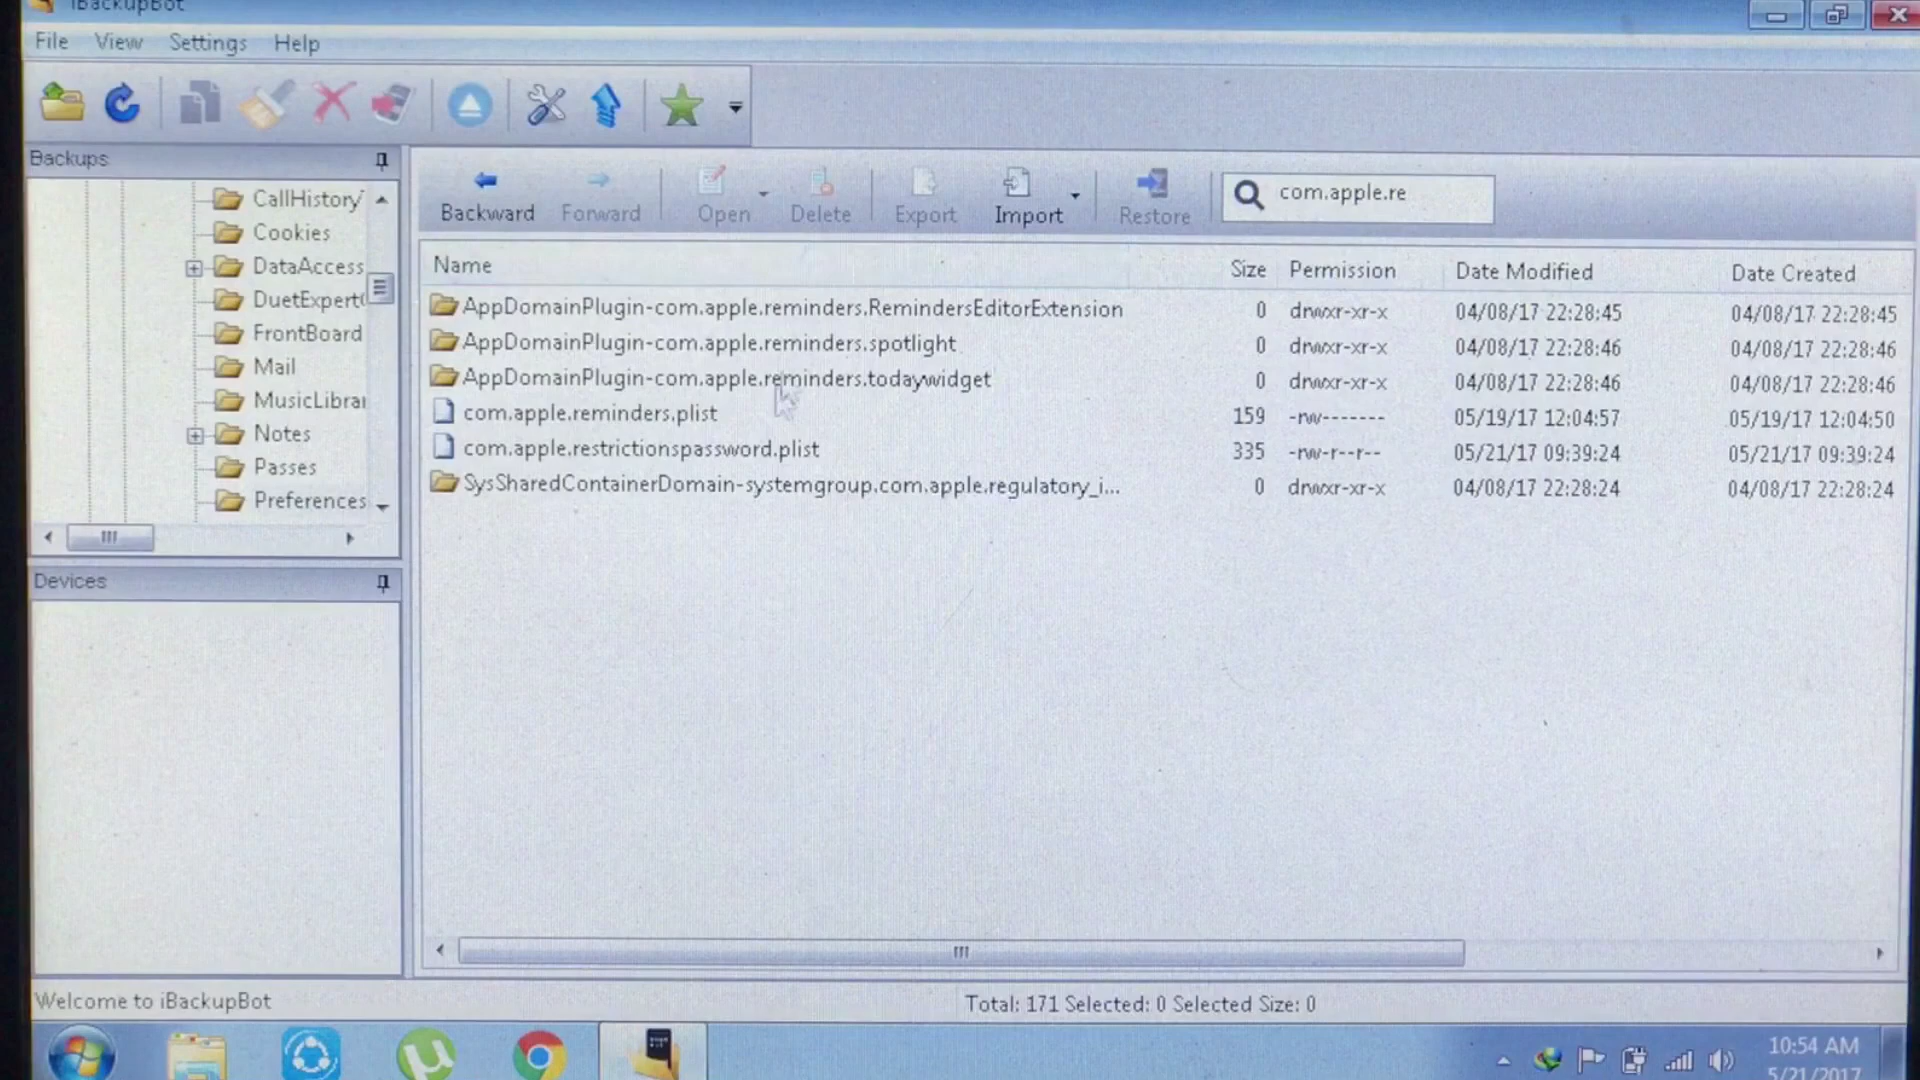 iBackupBot
File View Settings Help
Backups
CallHistory
Cookies
DataAccess
DuetExpert
FrontBoard
Mail
MusicLibra
Notes
Passes
Preferences
Devices
Backward Forward Open Delete Export Import Restore com.apple.re
Name Size Permission Date Modified Date Created
AppDomainPlugin-com.apple.reminders.RemindersEditorExtension 0 drwxr-xr-x 04/08/17 22:28:45 04/08/17 22:28:45
AppDomainPlugin-com.apple.reminders.spotlight 0 drwxr-xr-x 04/08/17 22:28:46 04/08/17 22:28:46
AppDomainPlugin-com.apple.reminders.todaywidget 0 drwxr-xr-x 04/08/17 22:28:46 04/08/17 22:28:46
com.apple.reminders.plist 159 -rw------- 05/19/17 12:04:57 05/19/17 12:04:50
com.apple.restrictionspassword.plist 335 -rw-r--r-- 05/21/17 09:39:24 05/21/17 09:39:24
SysSharedContainerDomain-systemgroup.com.apple.regulatory_i... 0 drwxr-xr-x 04/08/17 22:28:24 04/08/17 22:28:24
Welcome to iBackupBot Total: 171 Selected: 0 Selected Size: 0
10:54 AM
5/21/2017